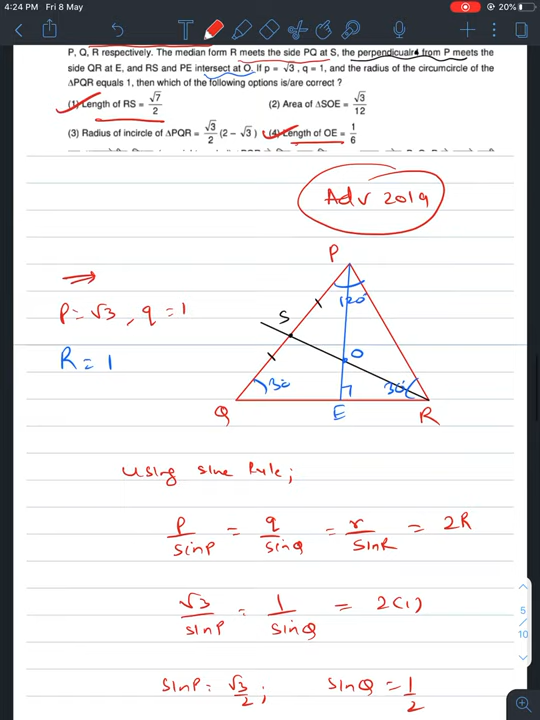 4:24 PM Fri 8 May
20%
P, Q, R respectively. The median form R meets the side PQ at S, the perpendicular from P meets the
side QR at E, and RS and PE intersect at O. If p = √3 , q = 1, and the radius of the circumcircle of the
ΔPQR equals 1, then which of the following options is/are correct ?
(1) Length of RS = √7/2 (2) Area of ΔSOE = √3/12
(3) Radius of incircle of ΔPQR = √3/2 (2 – √3 ) (4) Length of OE = 1/6
Adv 2019
P
120°
S
O
30
30°
Q
E
R
P = √3 , q = 1
R = 1
Using sine Rule;
P/sinP = q/sinQ = r/sinR = 2R
√3/sinP = 1/sinQ = 2(1)
sinP = √3/2 ; sinQ = 1/2
5
/
10